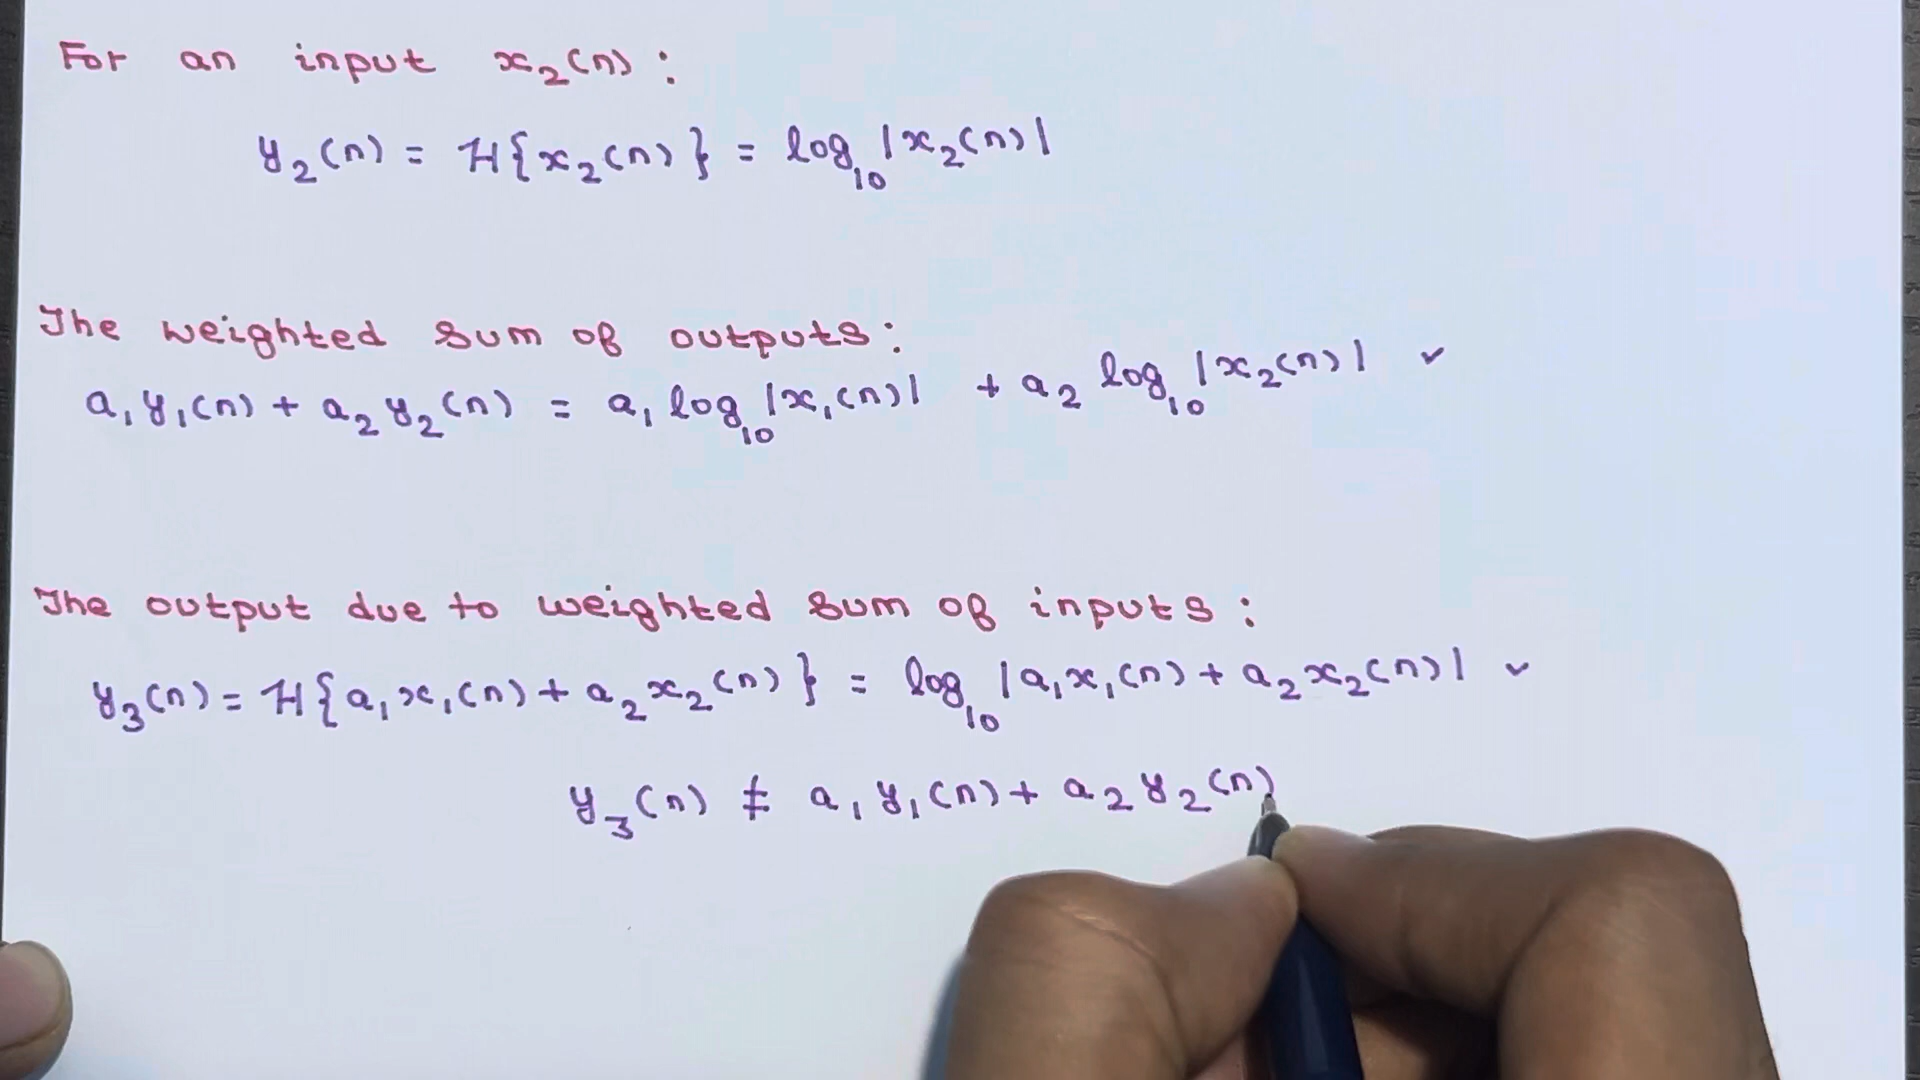 For an input x₂(n) :
y₂(n) = H{x₂(n)} = log₁₀ |x₂(n)|
The weighted sum of outputs :
a₁y₁(n) + a₂y₂(n) = a₁ log₁₀ |x₁(n)| + a₂ log₁₀ |x₂(n)| ✓
The output due to weighted sum of inputs :
y₃(n) = H{a₁x₁(n) + a₂x₂(n)} = log₁₀ |a₁x₁(n) + a₂x₂(n)| ✓
y₃(n) ≠ a₁y₁(n) + a₂y₂(n)